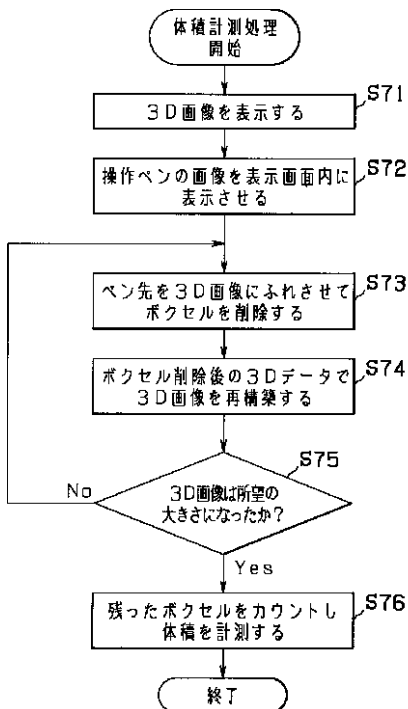 体積計測処理
開始
S71
3D画像を表示する
S72
操作ペンの画像を表示画面内に
表示させる
S73
ペン先を3D画像にふれさせて
ボクセルを削除する
S74
ボクセル削除後の3Dデータで
3D画像を再構築する
S75
3D画像は所望の
大きさになったか?
No
Yes
S76
残ったボクセルをカウントし
体積を計測する
終了